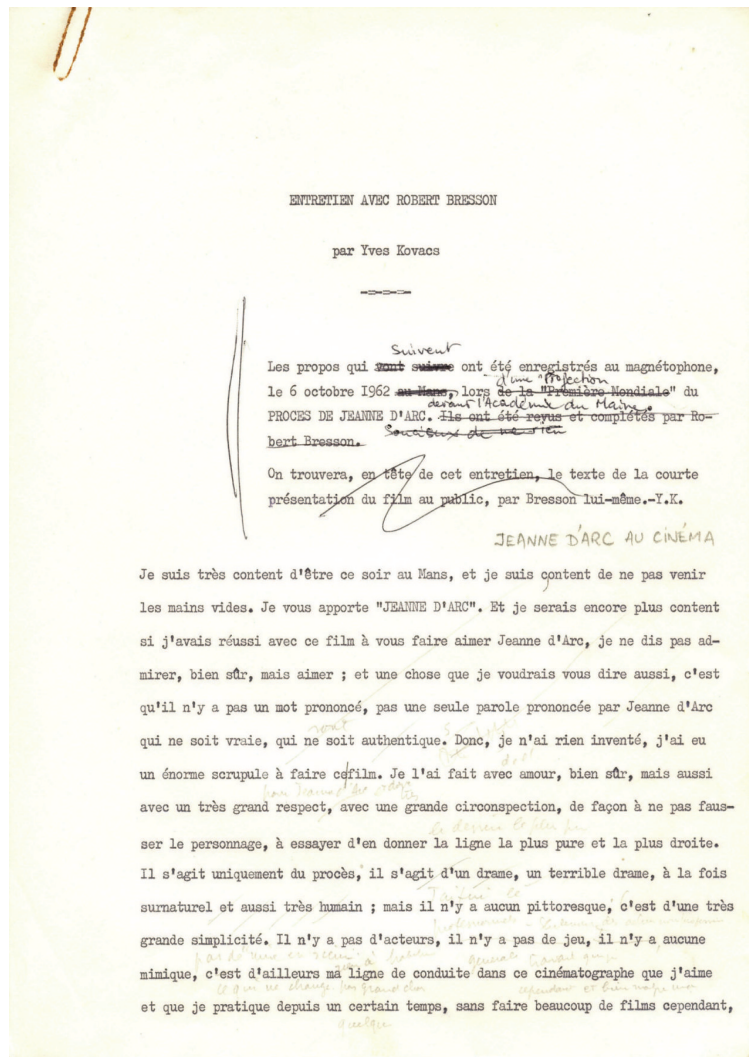 ENTRETIEN AVEC ROBERT BRESSON
par Yves Kovacs
suivent
Les propos qui vont suivre ont été enregistrés au magnétophone,
d'une "Projection
le 6 octobre 1962 au Mans, lors de la "Première Mondiale" du
devant l'Académie du Maine.
PROCES DE JEANNE D'ARC. Ils ont été revus et complétés par Ro-
Soucieux de ne rien
bert Bresson.
On trouvera, en tête de cet entretien, le texte de la courte
présentation du film au public, par Bresson lui-même.-Y.K.
JEANNE D'ARC AU CINÉMA
Je suis très content d'être ce soir au Mans, et je suis content de ne pas venir
les mains vides. Je vous apporte "JEANNE D'ARC". Et je serais encore plus content
si j'avais réussi avec ce film à vous faire aimer Jeanne d'Arc, je ne dis pas ad-
mirer, bien sûr, mais aimer ; et une chose que je voudrais vous dire aussi, c'est
qu'il n'y a pas un mot prononcé, pas une seule parole prononcée par Jeanne d'Arc
qui ne soit vraie, qui ne soit authentique. Donc, je n'ai rien inventé, j'ai eu
un énorme scrupule à faire ce film. Je l'ai fait avec amour, bien sûr, mais aussi
avec un très grand respect, avec une grande circonspection, de façon à ne pas faus-
ser le personnage, à essayer d'en donner la ligne la plus pure et la plus droite.
Il s'agit uniquement du procès, il s'agit d'un drame, un terrible drame, à la fois
surnaturel et aussi très humain ; mais il n'y a aucun pittoresque, c'est d'une très
grande simplicité. Il n'y a pas d'acteurs, il n'y a pas de jeu, il n'y a aucune
mimique, c'est d'ailleurs ma ligne de conduite dans ce cinématographe que j'aime
et que je pratique depuis un certain temps, sans faire beaucoup de films cependant,
quelque